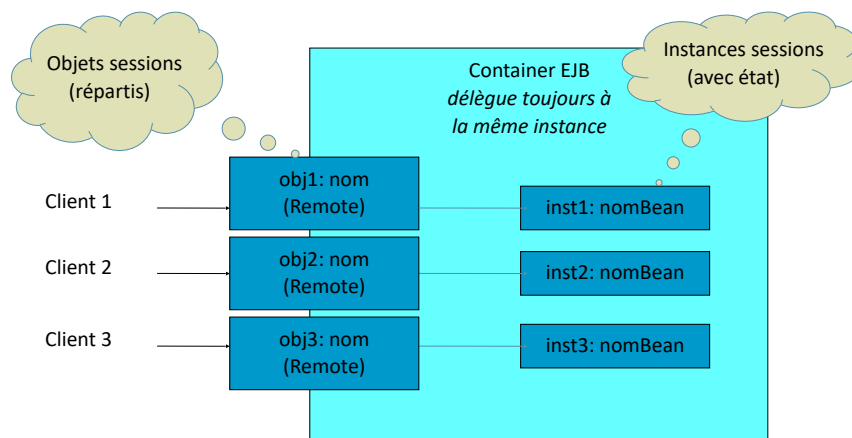 Objets sessions
(répartis)
Container EJB
délègue toujours à
la même instance
Instances sessions
(avec état)
Client 1
obj1: nom
(Remote)
inst1: nomBean
Client 2
obj2: nom
(Remote)
inst2: nomBean
Client 3
obj3: nom
(Remote)
inst3: nomBean